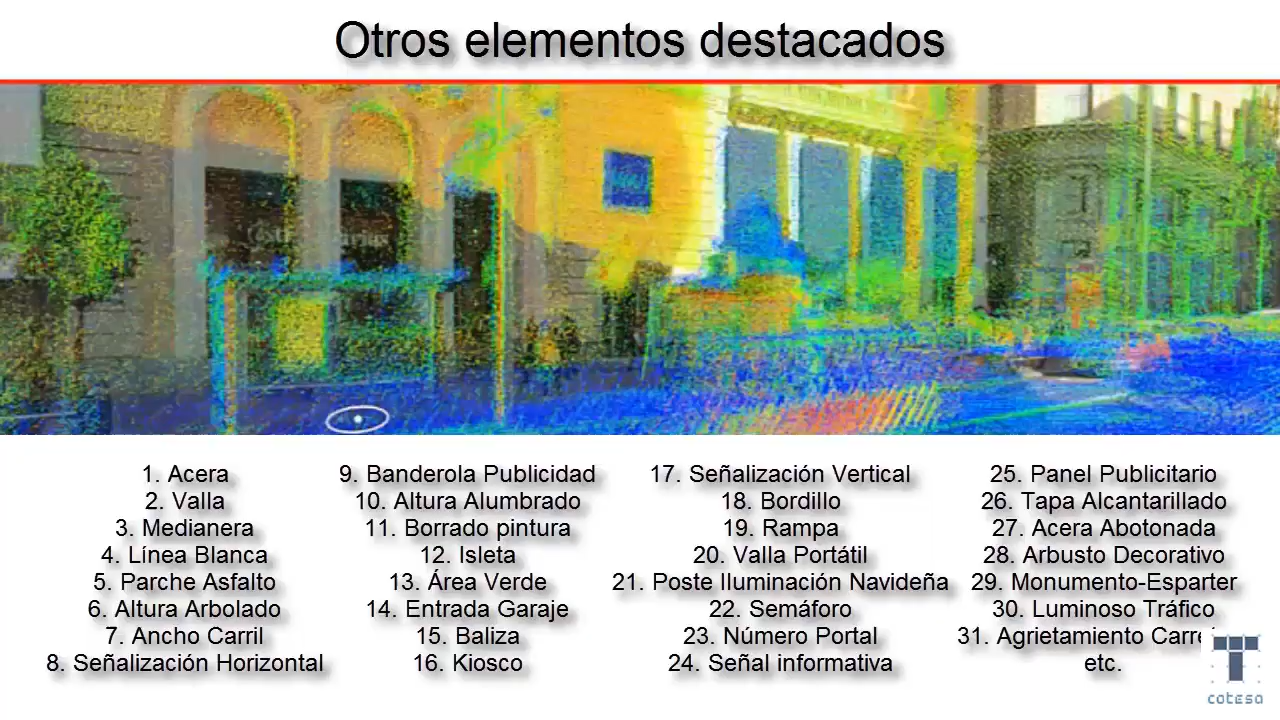 Otros elementos destacados
1. Acera
2. Valla
3. Medianera
4. Línea Blanca
5. Parche Asfalto
6. Altura Arbolado
7. Ancho Carril
8. Señalización Horizontal
9. Banderola Publicidad
10. Altura Alumbrado
11. Borrado pintura
12. Isleta
13. Área Verde
14. Entrada Garaje
15. Baliza
16. Kiosco
17. Señalización Vertical
18. Bordillo
19. Rampa
20. Valla Portátil
21. Poste Iluminación Navideña
22. Semáforo
23. Número Portal
24. Señal informativa
25. Panel Publicitario
26. Tapa Alcantarillado
27. Acera Abotonada
28. Arbusto Decorativo
29. Monumento-Esparter
30. Luminoso Tráfico
31. Agrietamiento
etc.
cotesa